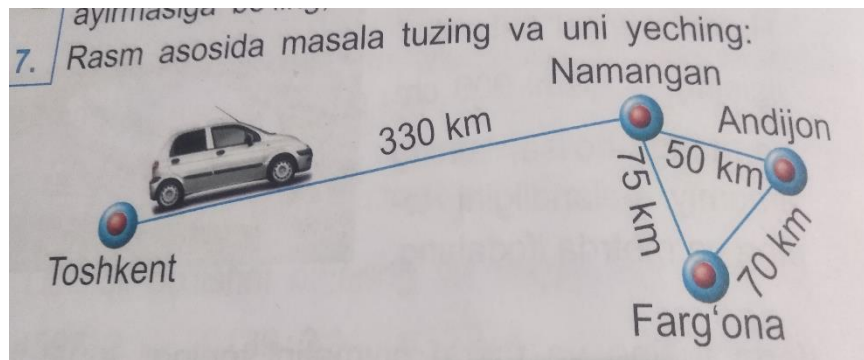 ayirmasiga
7. Rasm asosida masala tuzing va uni yeching:
Namangan
Andijon
330 km
50 km
75 km
70 km
Toshkent
Farg‘ona